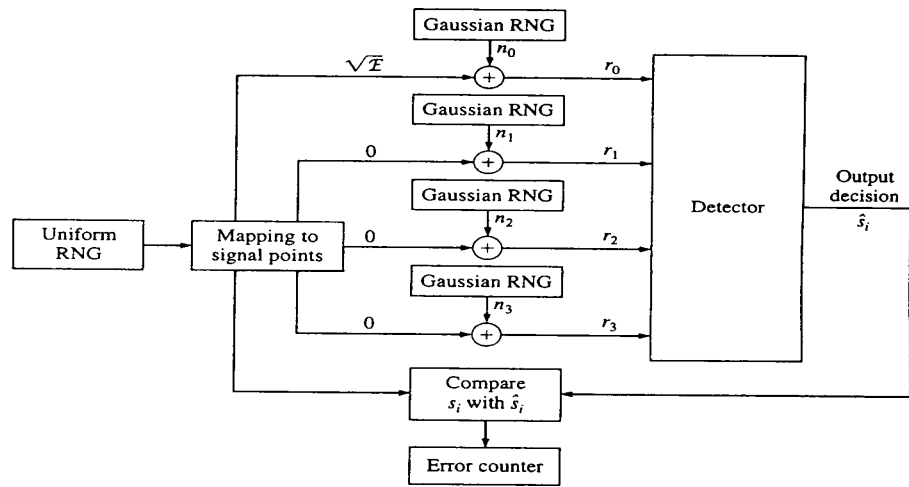 Gaussian RNG
n₀
√ℰ
+
r₀
Gaussian RNG
n₁
0
+
r₁
Gaussian RNG
n₂
Uniform
RNG
Mapping to
signal points
0
+
r₂
Detector
Output
decision
ŝᵢ
Gaussian RNG
n₃
0
+
r₃
Compare
sᵢ with ŝᵢ
Error counter